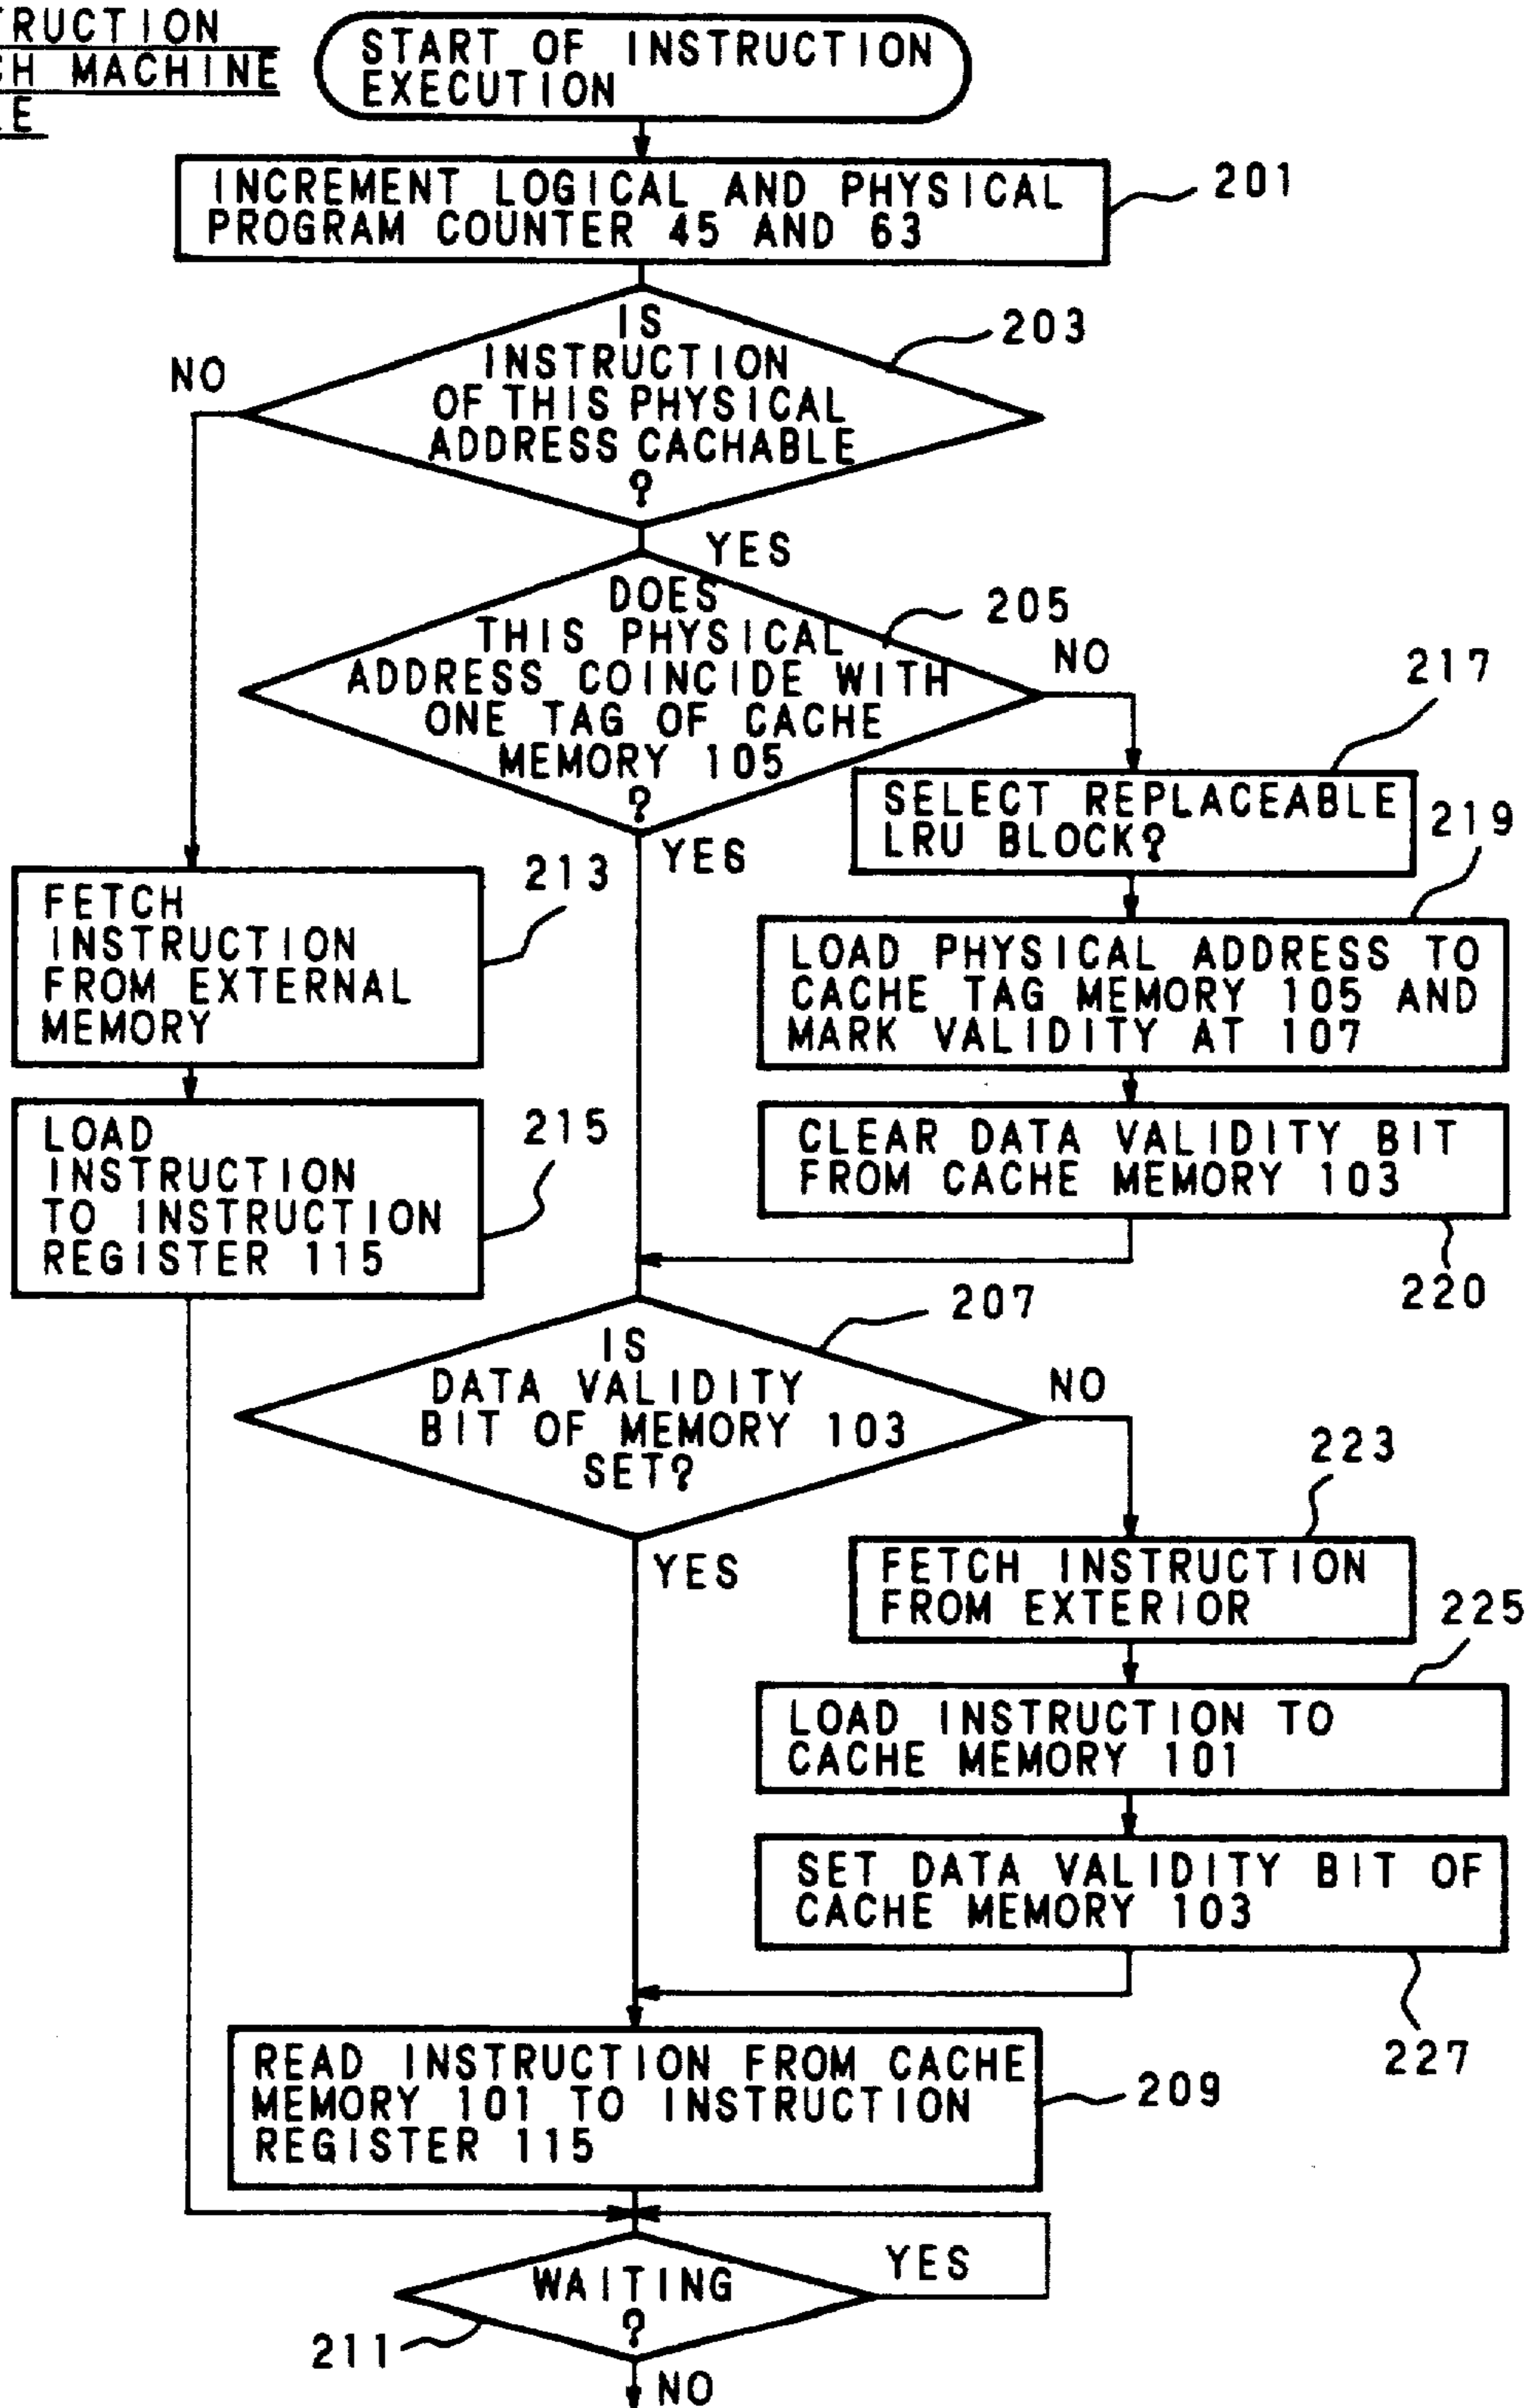 START OF INSTRUCTION
EXECUTION
INCREMENT LOGICAL AND PHYSICAL
PROGRAM COUNTER 45 AND 63
201
IS
INSTRUCTION
OF THIS PHYSICAL
ADDRESS CACHABLE
?
203
NO
YES
DOES
THIS PHYSICAL
ADDRESS COINCIDE WITH
ONE TAG OF CACHE
MEMORY 105
?
205
NO
YES
217
SELECT REPLACEABLE
LRU BLOCK?
219
LOAD PHYSICAL ADDRESS TO
CACHE TAG MEMORY 105 AND
MARK VALIDITY AT 107
CLEAR DATA VALIDITY BIT
FROM CACHE MEMORY 103
220
213
FETCH
INSTRUCTION
FROM EXTERNAL
MEMORY
215
LOAD
INSTRUCTION
TO INSTRUCTION
REGISTER 115
207
IS
DATA VALIDITY
BIT OF MEMORY 103
SET?
NO
YES
223
FETCH INSTRUCTION
FROM EXTERIOR
225
LOAD INSTRUCTION TO
CACHE MEMORY 101
SET DATA VALIDITY BIT OF
CACHE MEMORY 103
227
READ INSTRUCTION FROM CACHE
MEMORY 101 TO INSTRUCTION
REGISTER 115
209
WAITING
?
YES
211
NO